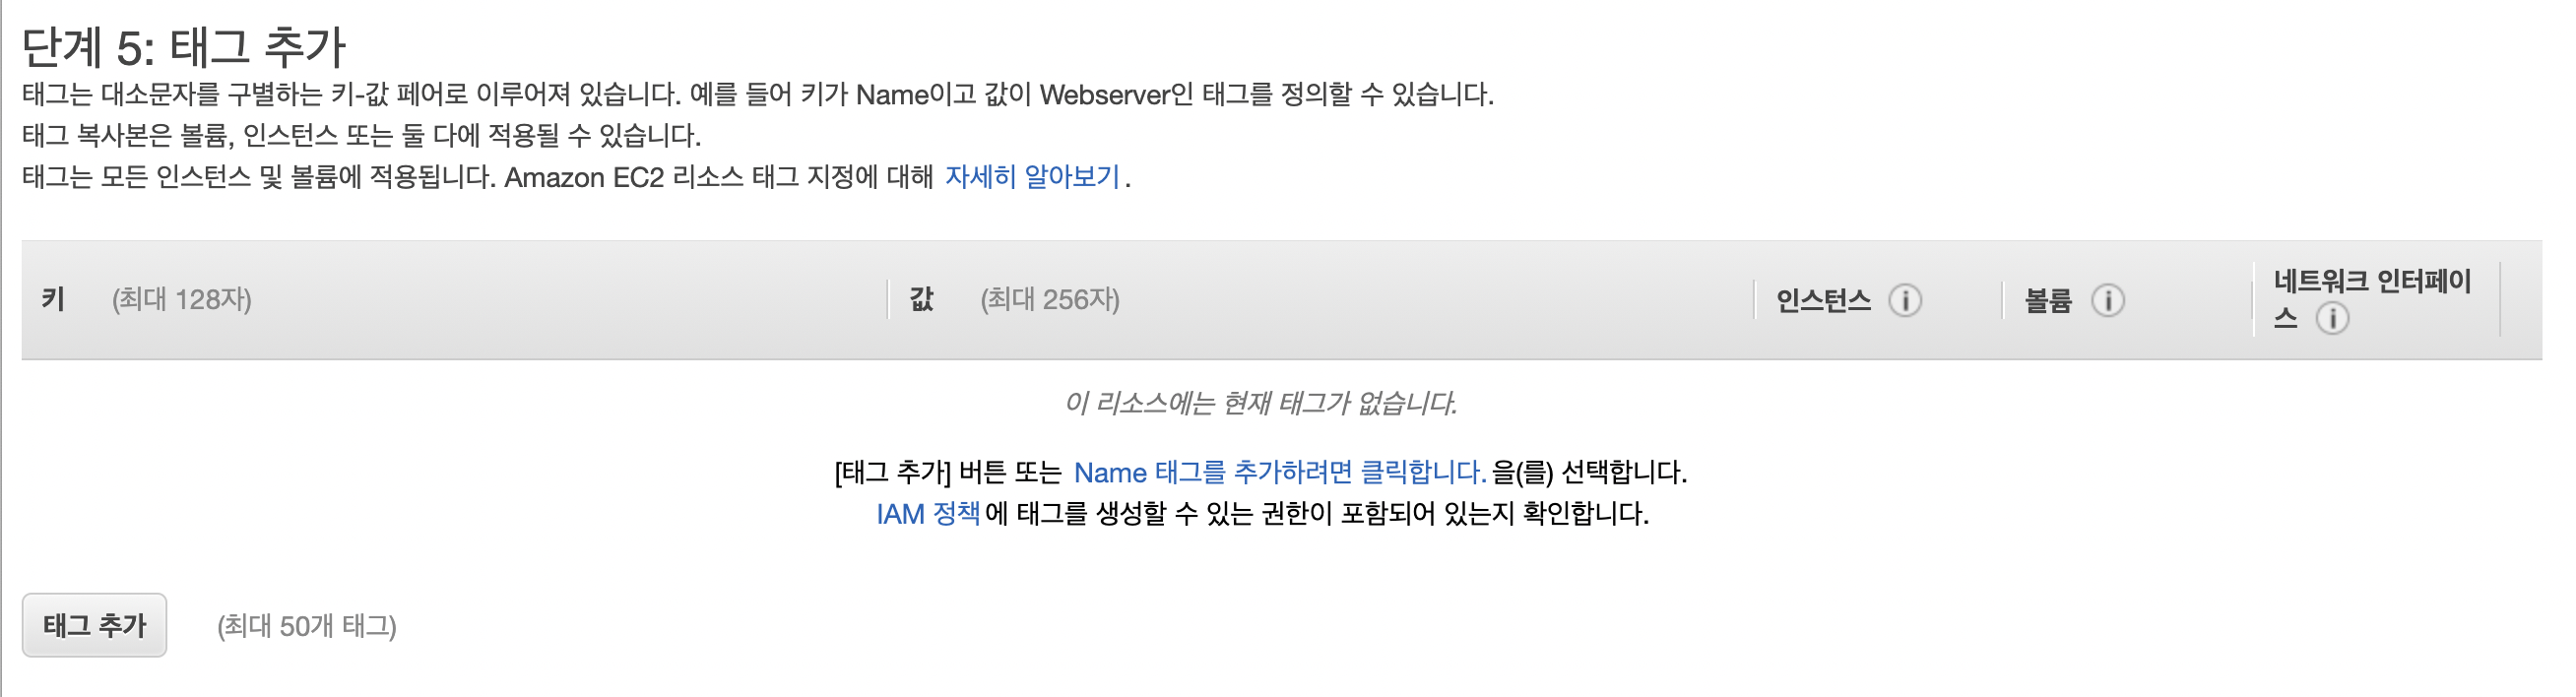 단계 5: 태그 추가
태그는 대소문자를 구별하는 키-값 페어로 이루어져 있습니다. 예를 들어 키가 Name이고 값이 Webserver인 태그를 정의할 수 있습니다.
태그 복사본은 볼륨, 인스턴스 또는 둘 다에 적용될 수 있습니다.
태그는 모든 인스턴스 및 볼륨에 적용됩니다. Amazon EC2 리소스 태그 지정에 대해 자세히 알아보기.
키 (최대 128자) 값 (최대 256자) 인스턴스 i 볼륨 i 네트워크 인터페이
스 i
이 리소스에는 현재 태그가 없습니다.
[태그 추가] 버튼 또는 Name 태그를 추가하려면 클릭합니다.을(를) 선택합니다.
IAM 정책에 태그를 생성할 수 있는 권한이 포함되어 있는지 확인합니다.
태그 추가 (최대 50개 태그)